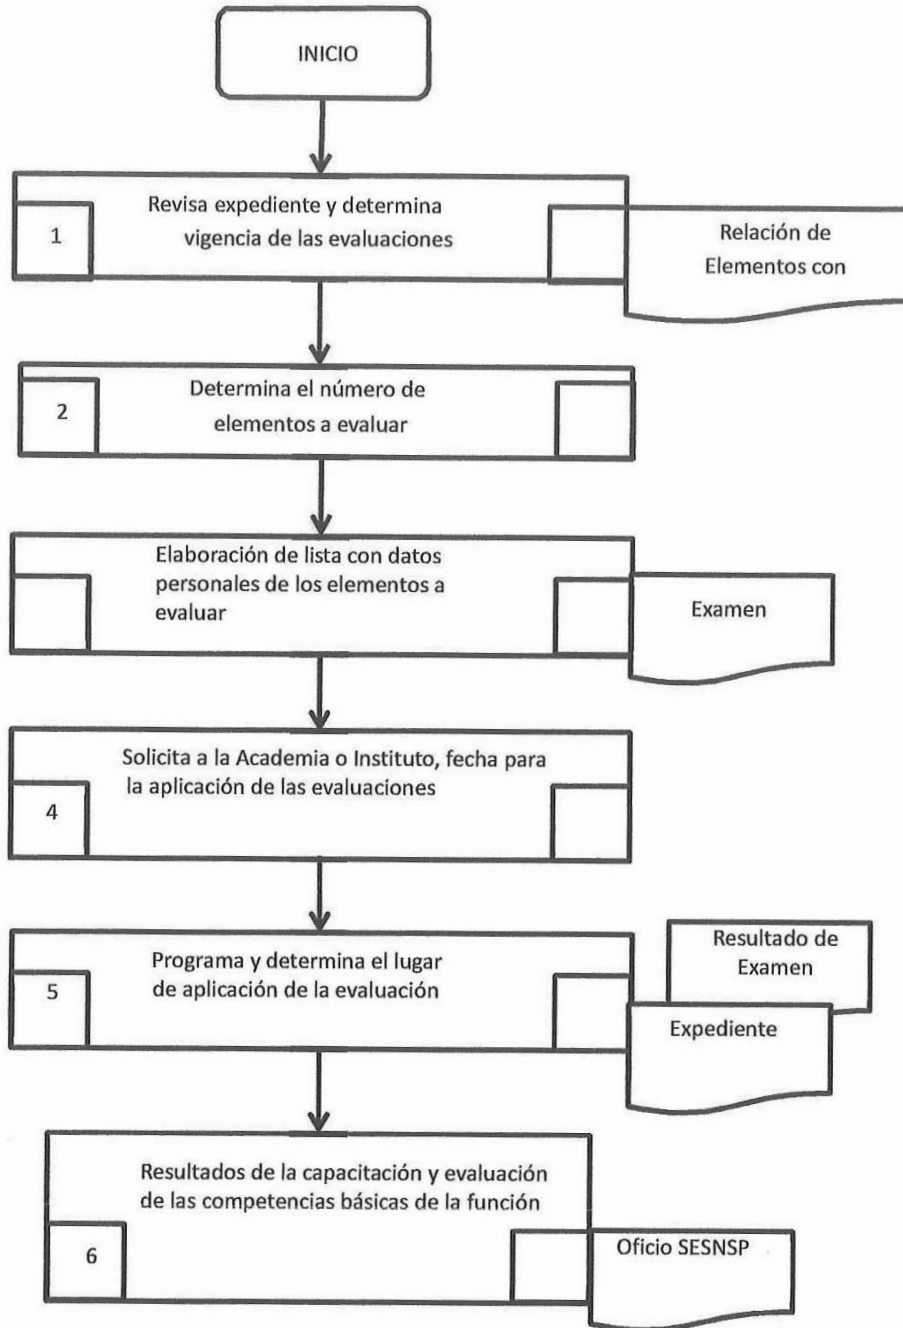 INICIO
Revisa expediente y determina
1
vigencia de las evaluaciones
Relación de
Elementos con
Determina el número de
2
elementos a evaluar
Elaboración de lista con datos
personales de los elementos a
evaluar
Examen
Solicita a la Academia o Instituto, fecha para
la aplicación de las evaluaciones
4
Programa y determina el lugar
5
de aplicación de la evaluación
Resultado de
Examen
Expediente
Resultados de la capacitación y evaluación
de las competencias básicas de la función
6
Oficio SESNSP